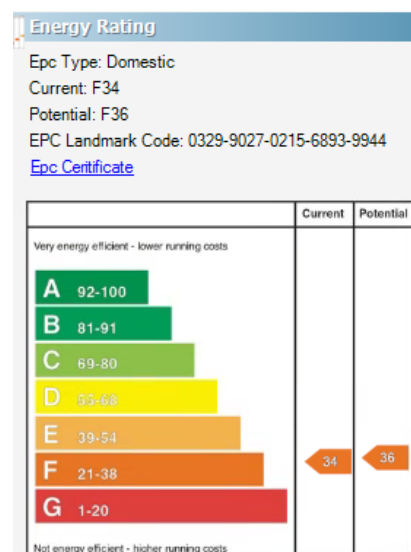 Energy Rating
Epc Type: Domestic
Current: F34
Potential: F36
EPC Landmark Code: 0329-9027-0215-6893-9944
Epc Ceritificate
Current Potential
Very energy efficient - lower running costs
A 92-100
B 81-91
C 69-80
D 55-68
E 39-54
F 21-38
34 36
G 1-20
Not energy efficient - higher running costs